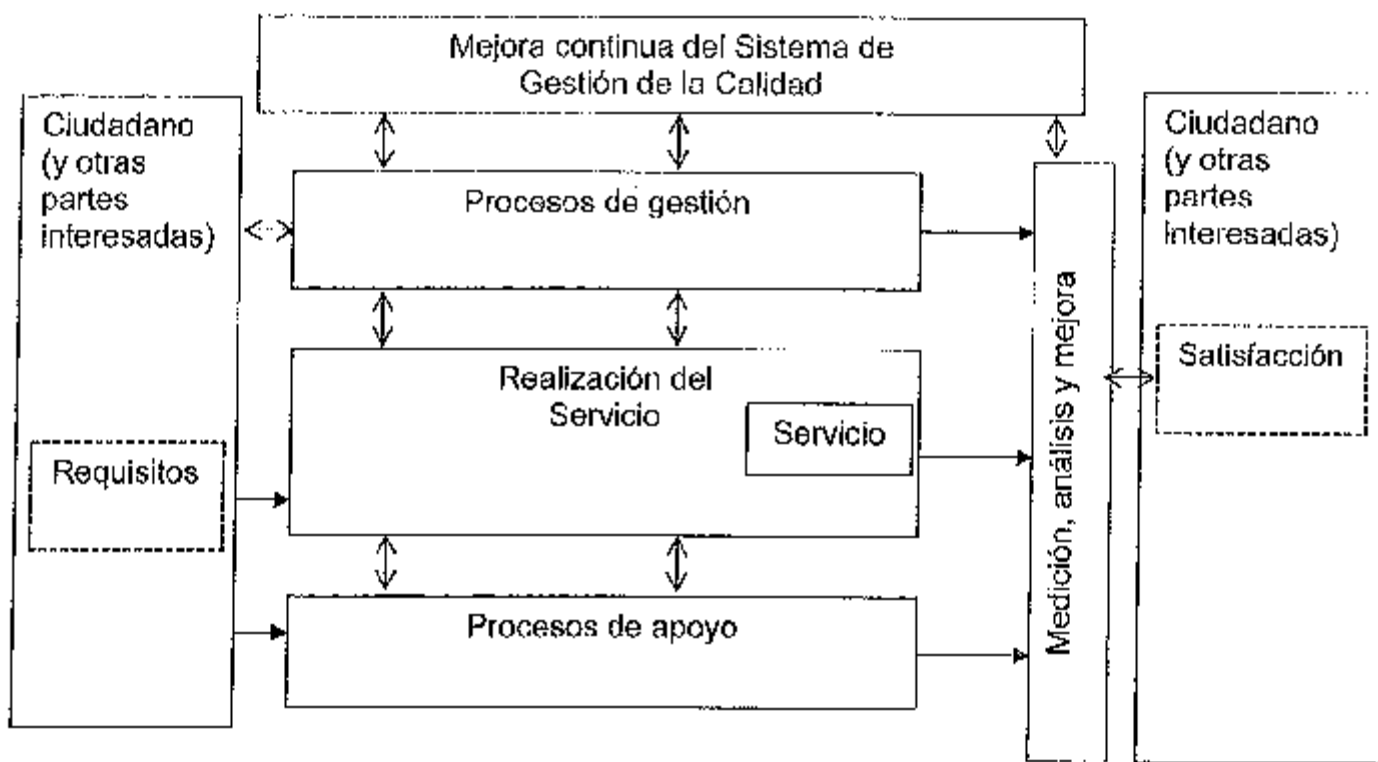 Mejora continua del Sistema de
Gestión de la Calidad
Ciudadano
(y otras
partes
interesadas)
Requisitos
Procesos de gestión
Realización del
Servicio
Servicio
Procesos de apoyo
Medición, análisis y mejora
Ciudadano
(y otras
partes
interesadas)
Satisfacción